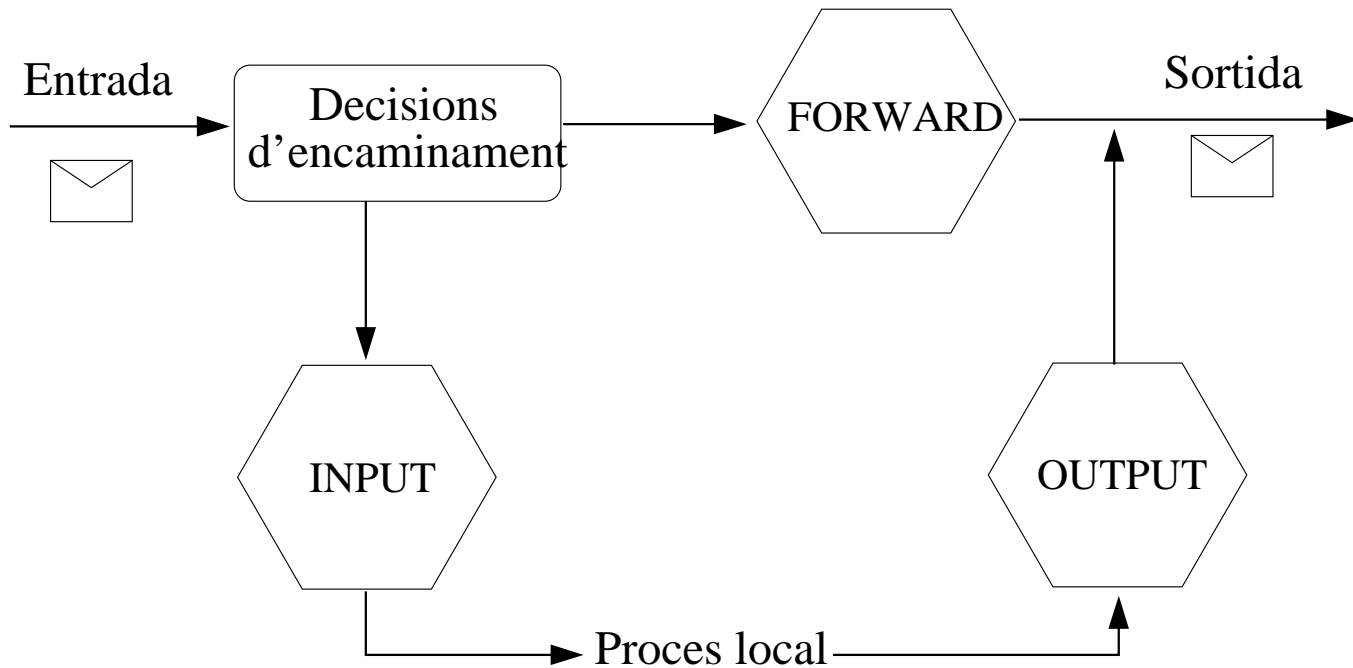 Entrada
Decisions
d’encaminament
FORWARD
Sortida
INPUT
OUTPUT
Proces local